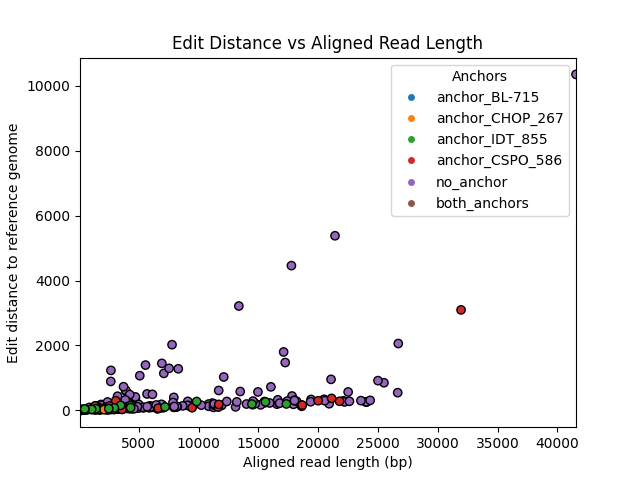 Edit Distance vs Aligned Read Length
Edit distance to reference genome
10000
8000
6000
4000
2000
0
Anchors
anchor_BL-715
anchor_CHOP_267
anchor_IDT_855
anchor_CSPO_586
no_anchor
both_anchors
5000 10000 15000 20000 25000 30000 35000 40000
Aligned read length (bp)